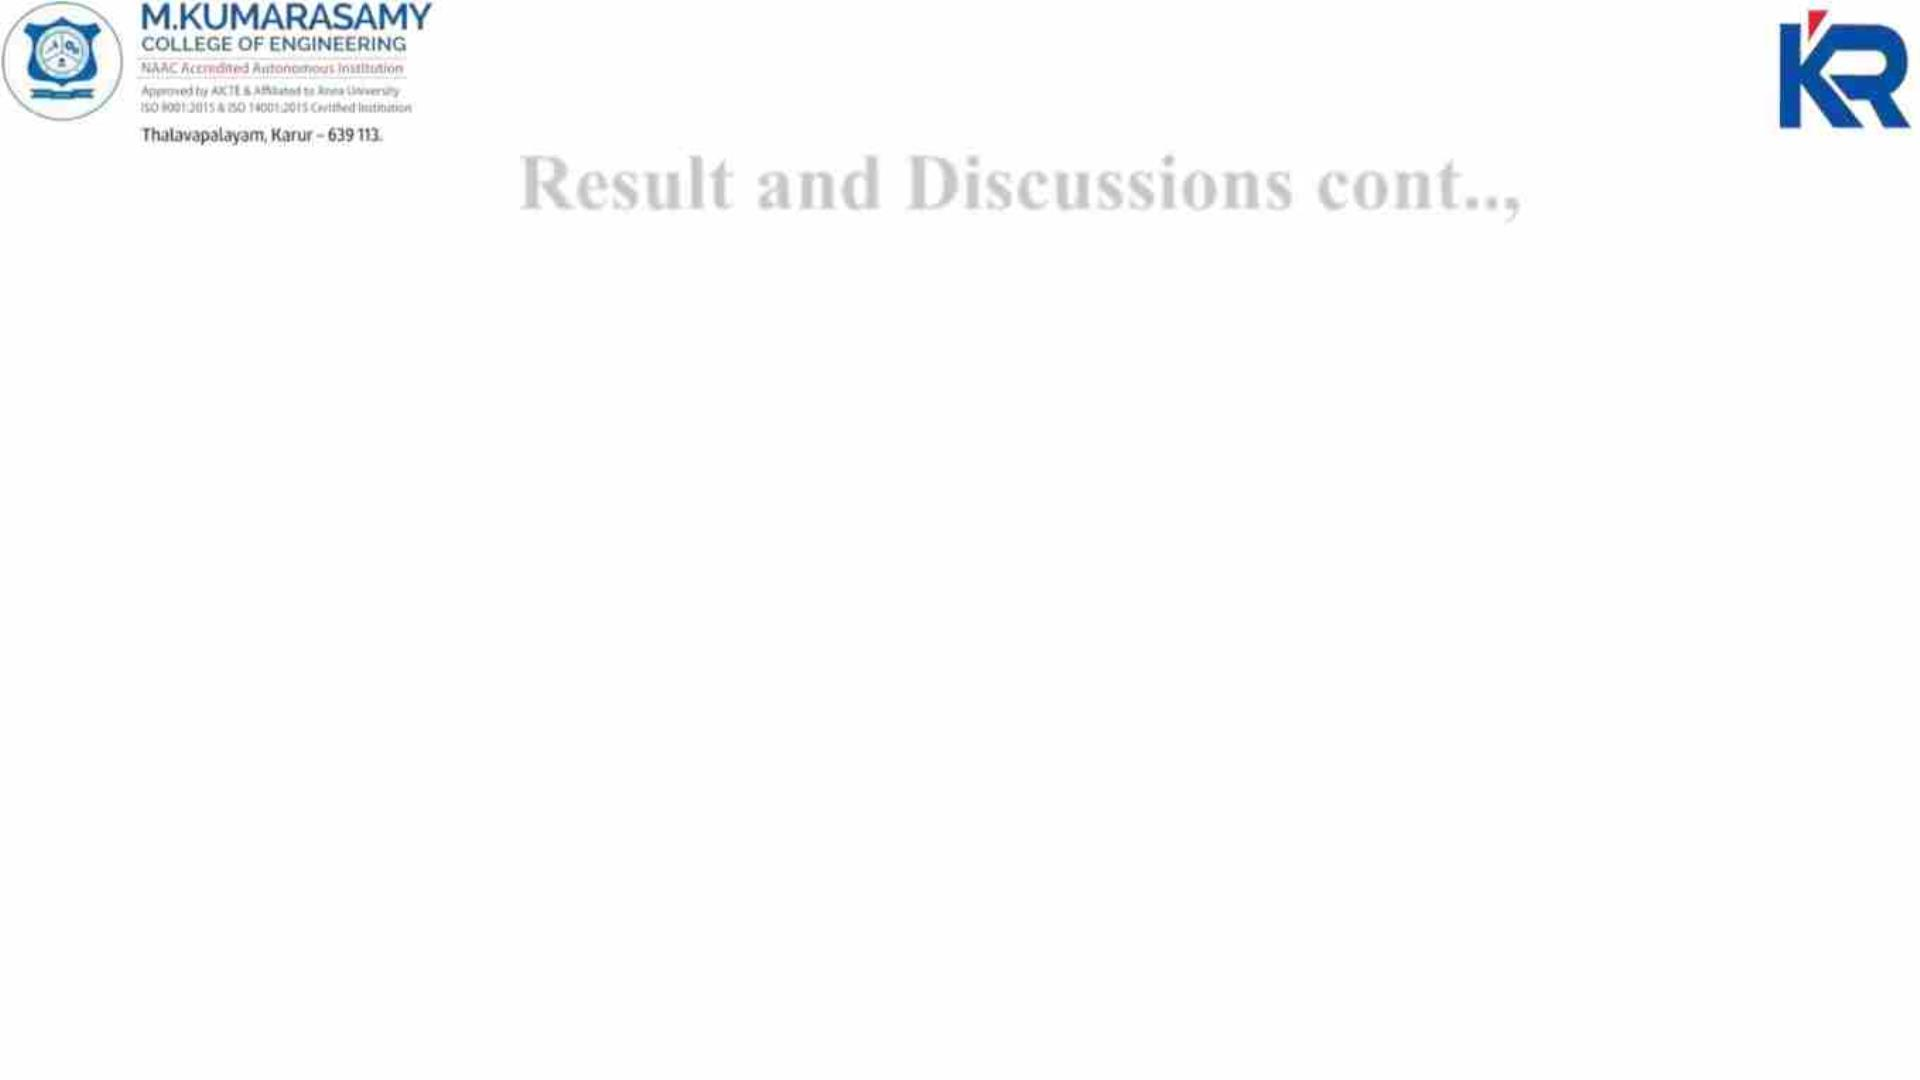 M.KUMARASAMY
COLLEGE OF ENGINEERING
NAAC Accredited Autonomous Institution
Approved by AICTE & Affiliated to Anna University
ISO 9001:2015 & ISO 14001:2015 Certified Institution
Thalavapalayam, Karur – 639 113.
KR
Result and Discussions cont..,